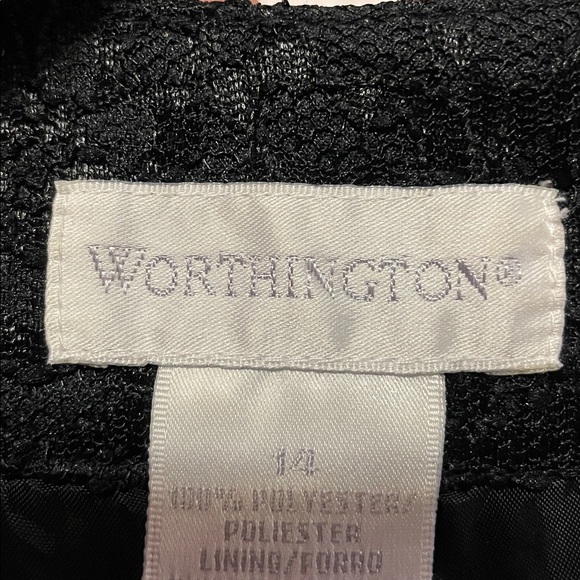 WORTHINGTON®
14
100% POLYESTER/
POLIESTER
LINING/FORRO